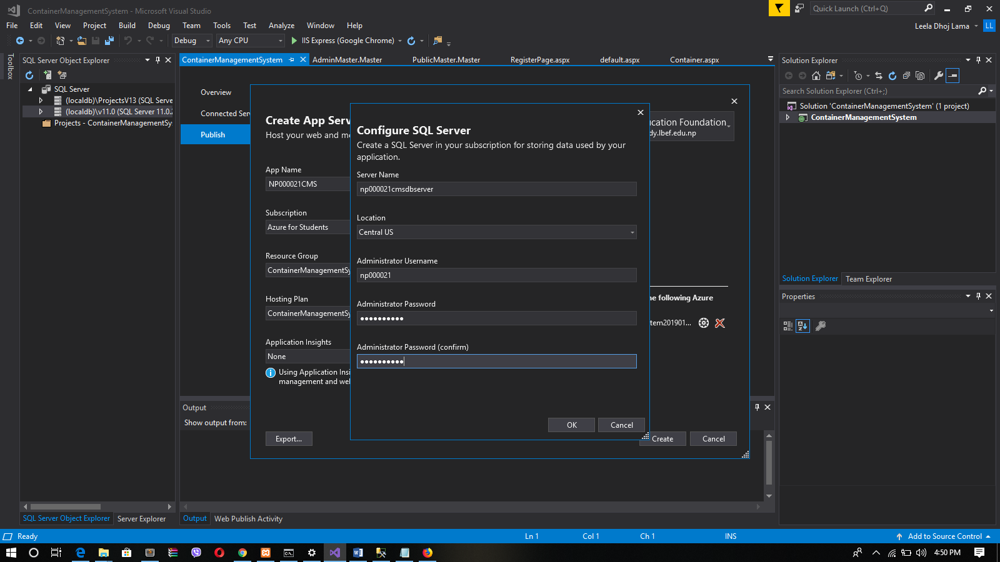 ContainerManagementSystem - Microsoft Visual Studio
Quick Launch (Ctrl+Q)
File Edit View Project Build Debug Team Tools Test Analyze Window Help
Leela Dhoj Lama LL
Debug Any CPU IIS Express (Google Chrome)
Toolbox
SQL Server Object Explorer
SQL Server
(localdb)\ProjectsV13 (SQL Serve
(localdb)\v11.0 (SQL Server 11.0.
Projects - ContainerManagementSy
SQL Server Object Explorer Server Explorer
ContainerManagementSystem AdminMaster.Master PublicMaster.Master RegisterPage.aspx default.aspx Container.aspx
Overview
Connected Ser
Publish
Create App Serv
Host your web and mo
ucation Foundation
dy.lbef.edu.np
App Name
NP000021CMS
Subscription
Azure for Students
Resource Group
ContainerManagementSy
Hosting Plan
ContainerManagementSy
Application Insights
None
Using Application Insi
management and wel
he following Azure
tem201901...
Export...
Create Cancel
Configure SQL Server
Create a SQL Server in your subscription for storing data used by your
application.
Server Name
np000021cmsdbserver
Location
Central US
Administrator Username
np000021
Administrator Password
●●●●●●●●●●
Administrator Password (confirm)
●●●●●●●●●●
OK Cancel
Output
Show output from:
Output Web Publish Activity
Solution Explorer
Search Solution Explorer (Ctrl+;)
Solution 'ContainerManagementSystem' (1 project)
ContainerManagementSystem
Solution Explorer Team Explorer
Properties
Ready Ln 1 Col 1 Ch 1 INS Add to Source Control
4:50 PM